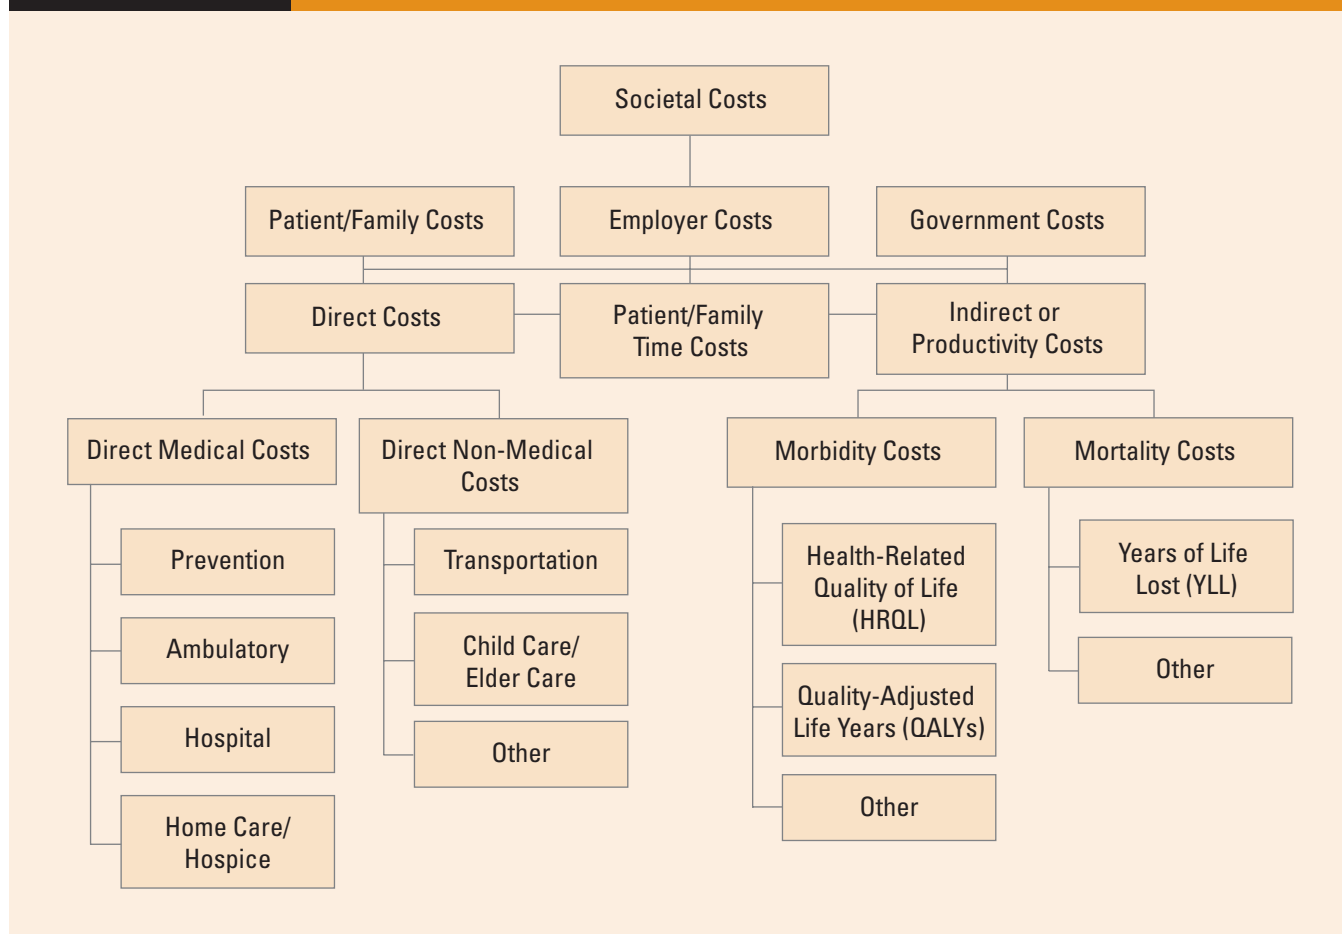 Societal Costs
Patient/Family Costs
Employer Costs
Government Costs
Direct Costs
Patient/Family
Time Costs
Indirect or
Productivity Costs
Direct Medical Costs
Direct Non-Medical
Costs
Morbidity Costs
Mortality Costs
Prevention
Ambulatory
Hospital
Home Care/
Hospice
Transportation
Child Care/
Elder Care
Other
Health-Related
Quality of Life
(HRQL)
Quality-Adjusted
Life Years (QALYs)
Other
Years of Life
Lost (YLL)
Other